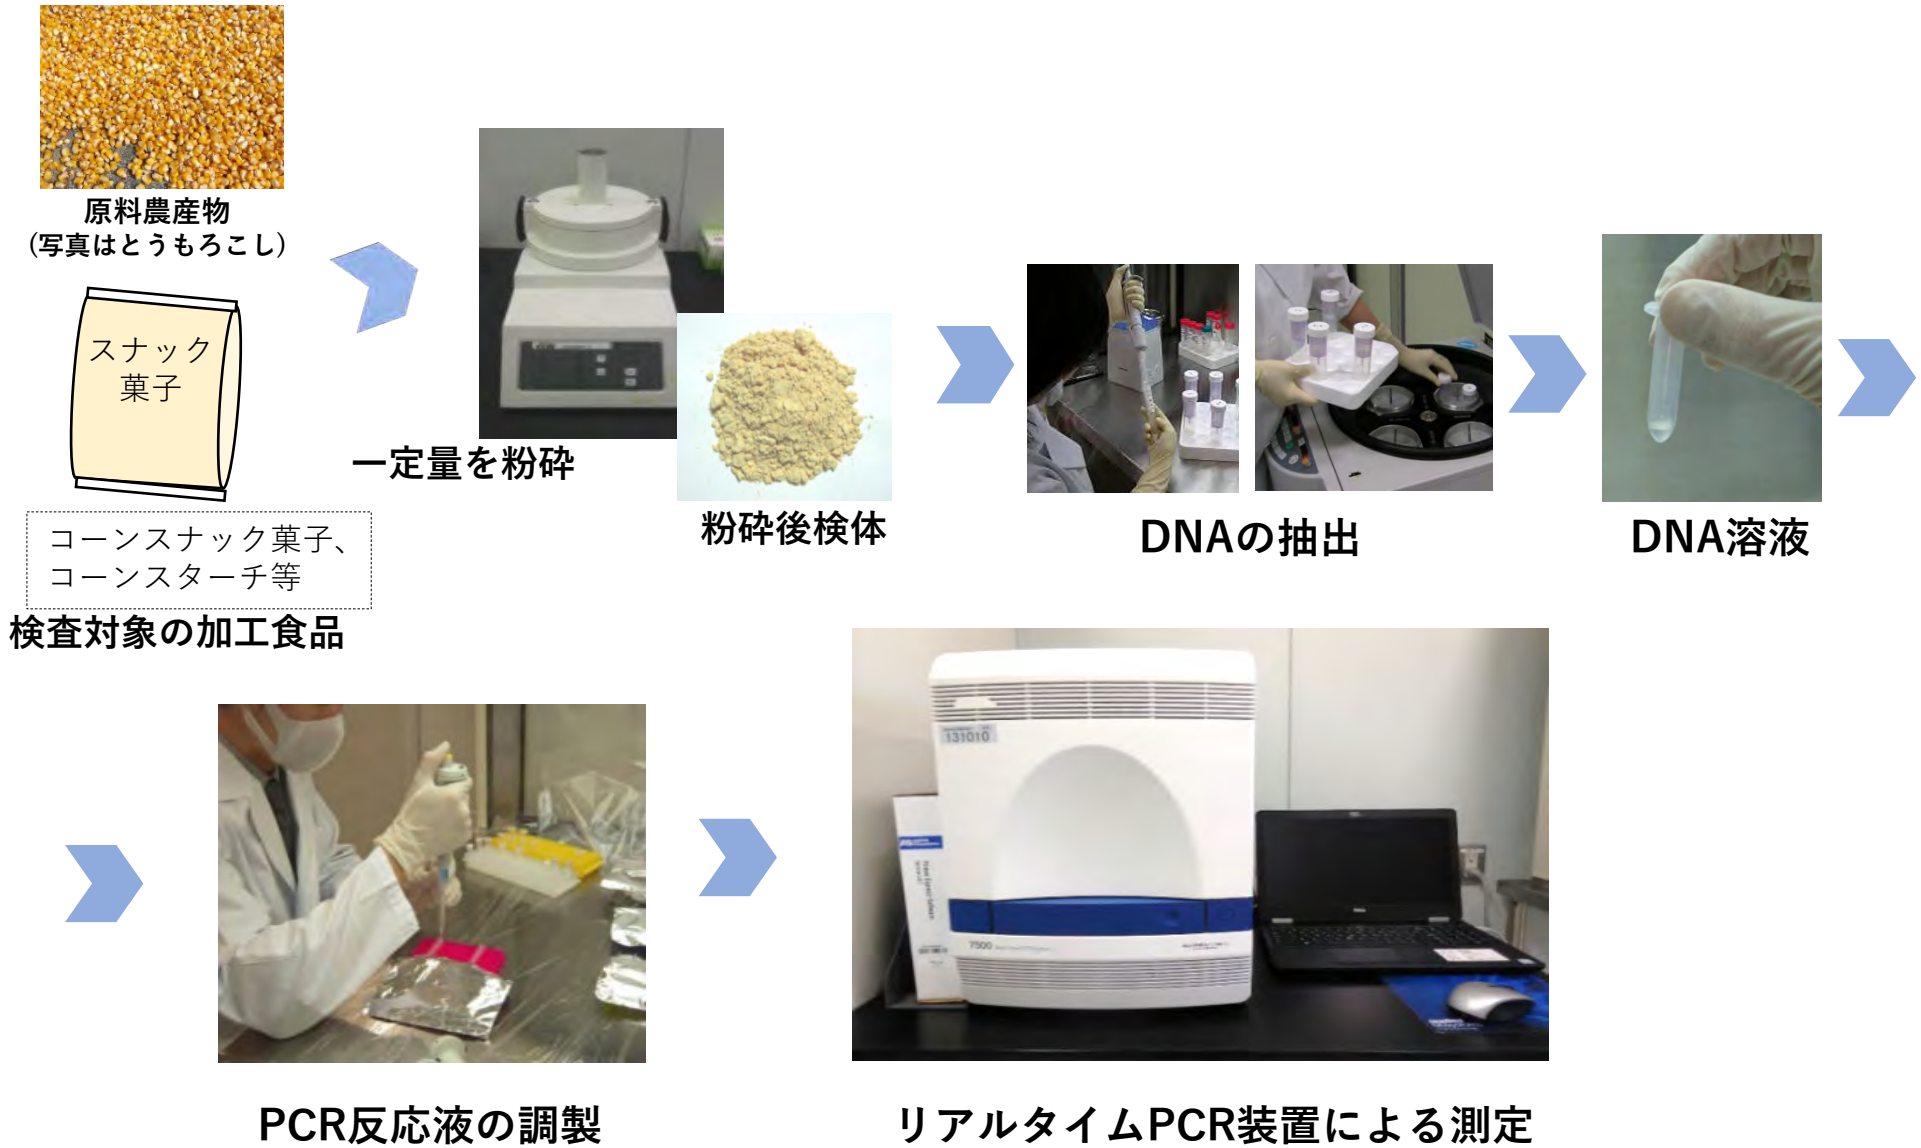 原料農産物
(写真はとうもろこし)
スナック
菓子
コーンスナック菓子、
コーンスターチ等
検査対象の加工食品
一定量を粉砕
粉砕後検体
DNAの抽出
DNA溶液
PCR反応液の調製
131010
7500
リアルタイムPCR装置による測定